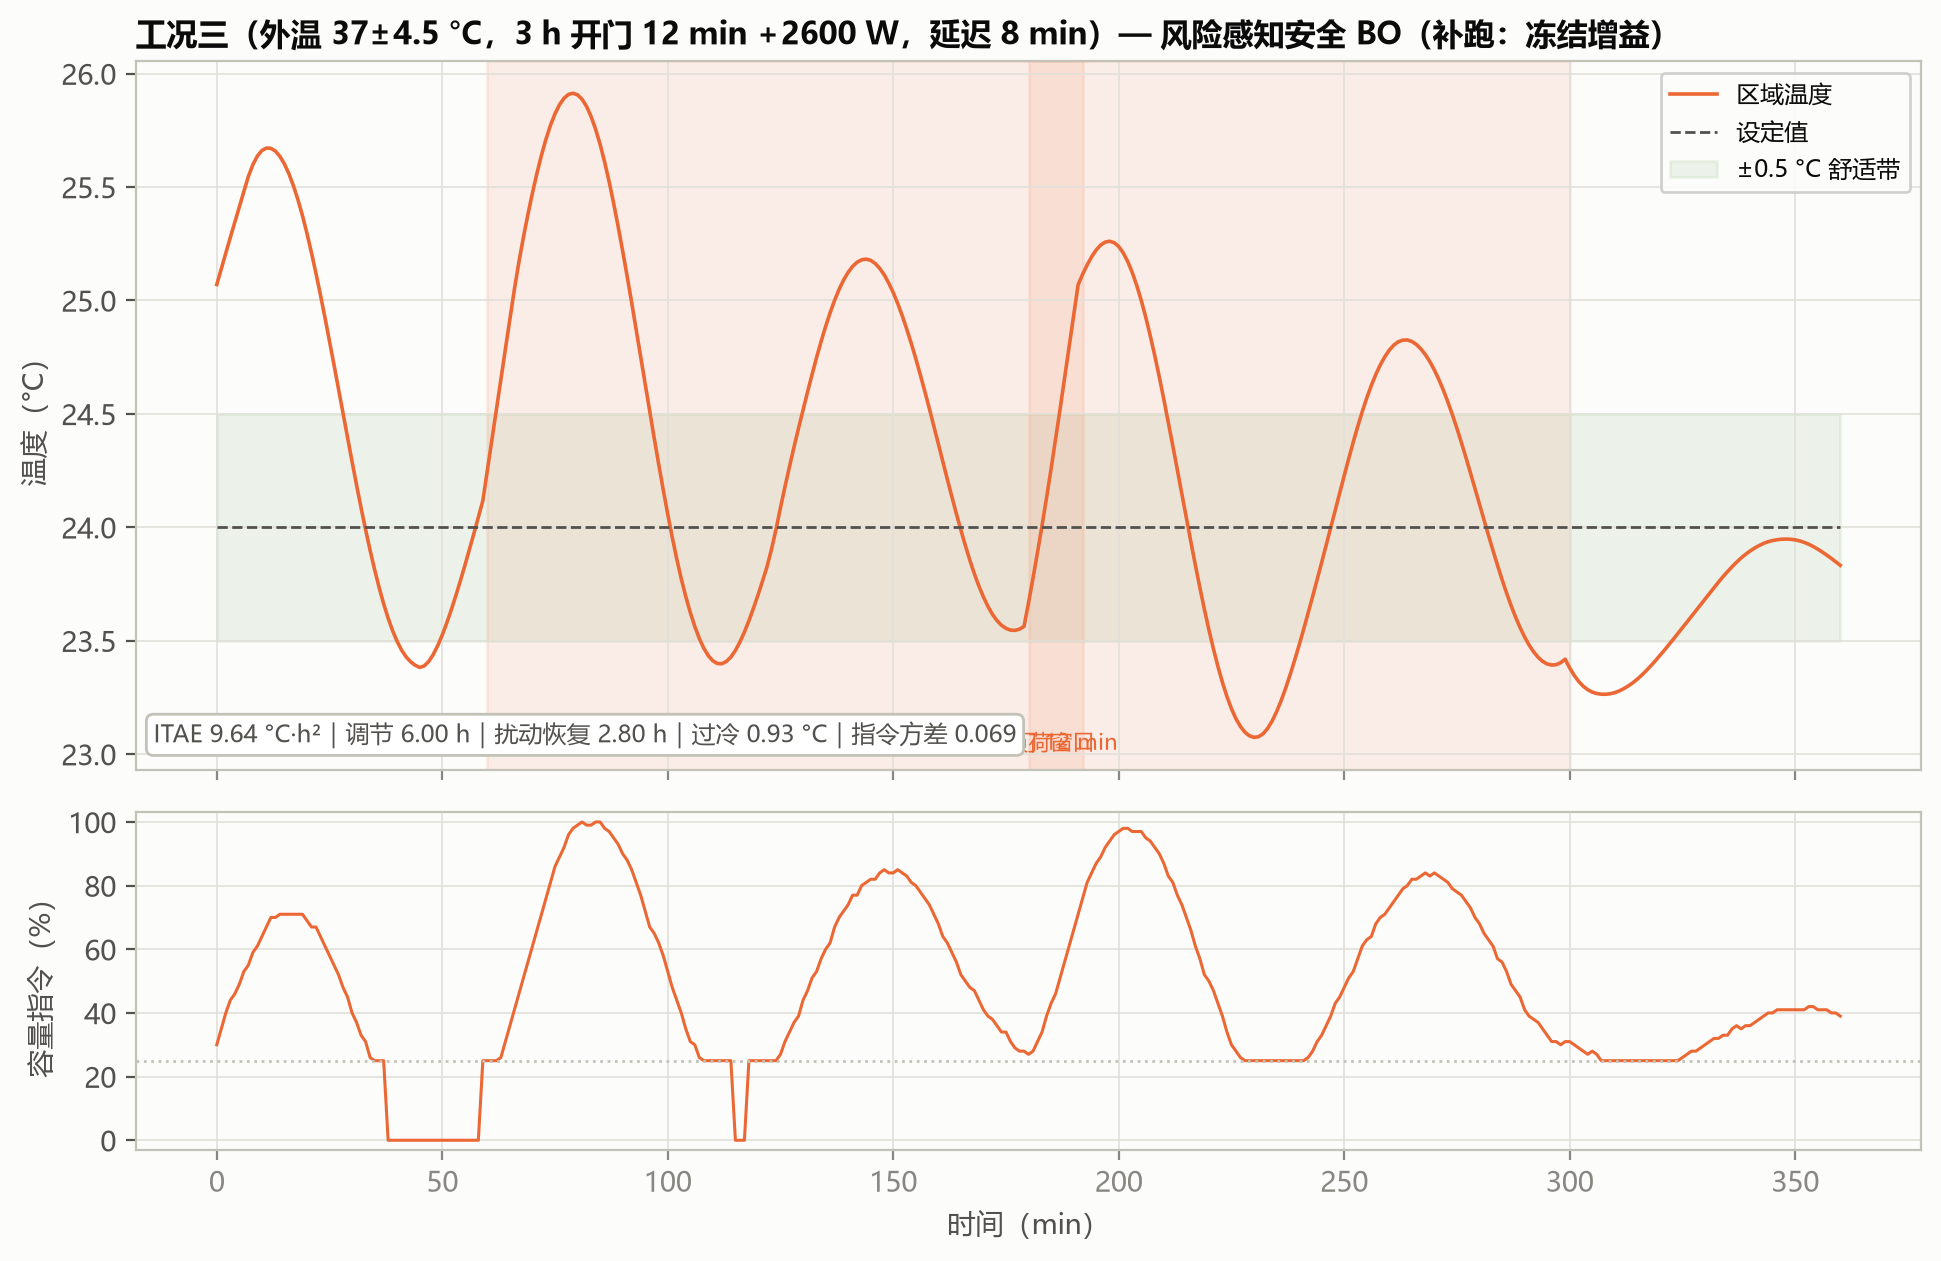 工况三（外温 37±4.5 °C，3 h 开门 12 min +2600 W，延迟 8 min）— 风险感知安全 BO（补跑：冻结增益）
26.0
25.5
25.0
24.5
24.0
23.5
23.0
温度（°C）
区域温度
设定值
±0.5 °C 舒适带
ITAE 9.64 °C·h² | 调节 6.00 h | 扰动恢复 2.80 h | 过冷 0.93 °C | 指令方差 0.069
min
100
80
60
40
20
0
容量指令（%）
0 50 100 150 200 250 300 350
时间（min）